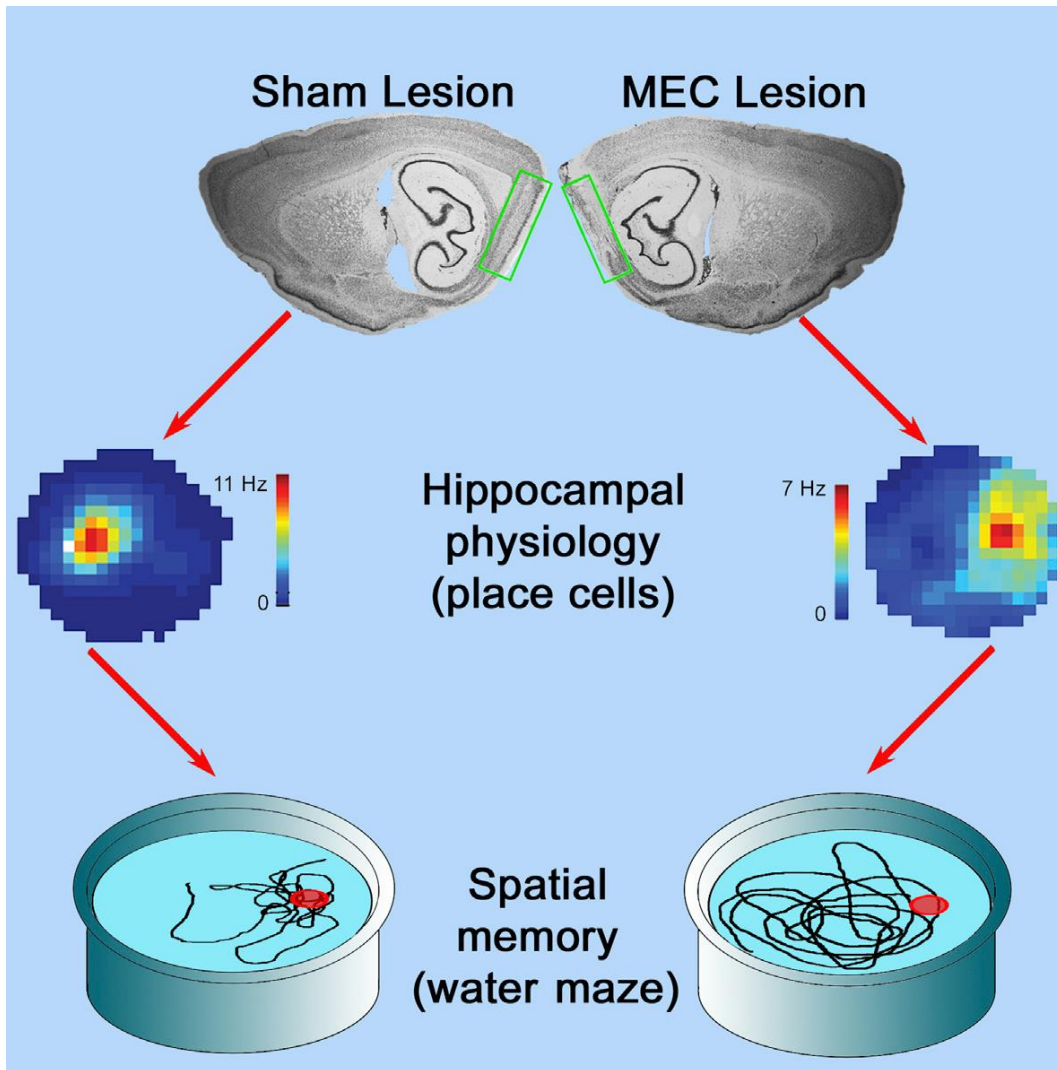 Sham Lesion
MEC Lesion
11 Hz
0
Hippocampal
physiology
(place cells)
7 Hz
0
Spatial
memory
(water maze)